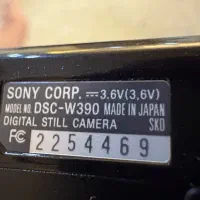 SONY CORP. ⎓3.6V(3,6V)
MODEL NO. DSC-W390 MADE IN JAPAN
DIGITAL STILL CAMERA SKO
FC 2254469